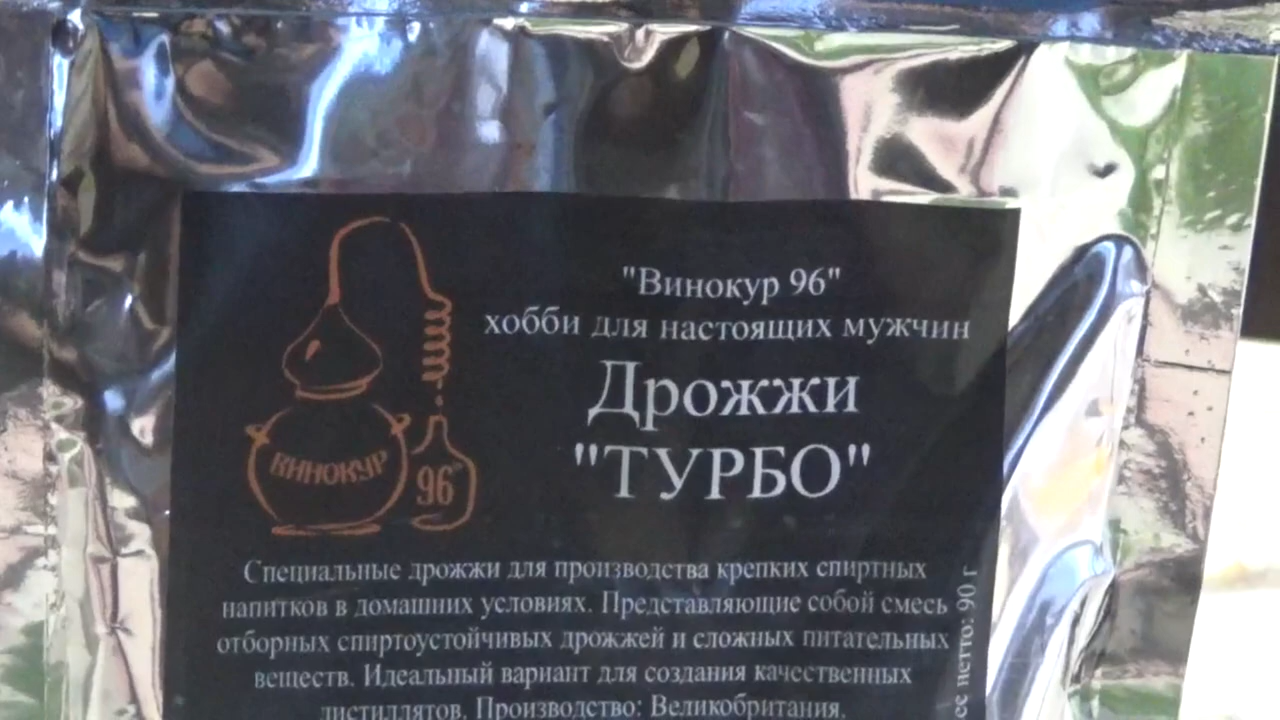 "Винокур 96"
хобби для настоящих мужчин
Дрожжи
"ТУРБО"
ВИНОКУР
96°
Специальные дрожжи для производства крепких спиртных
напитков в домашних условиях. Представляющие собой смесь
отборных спиртоустойчивых дрожжей и сложных питательных
веществ. Идеальный вариант для создания качественных
дистиллятов. Производство: Великобритания.
нетто: 90 г